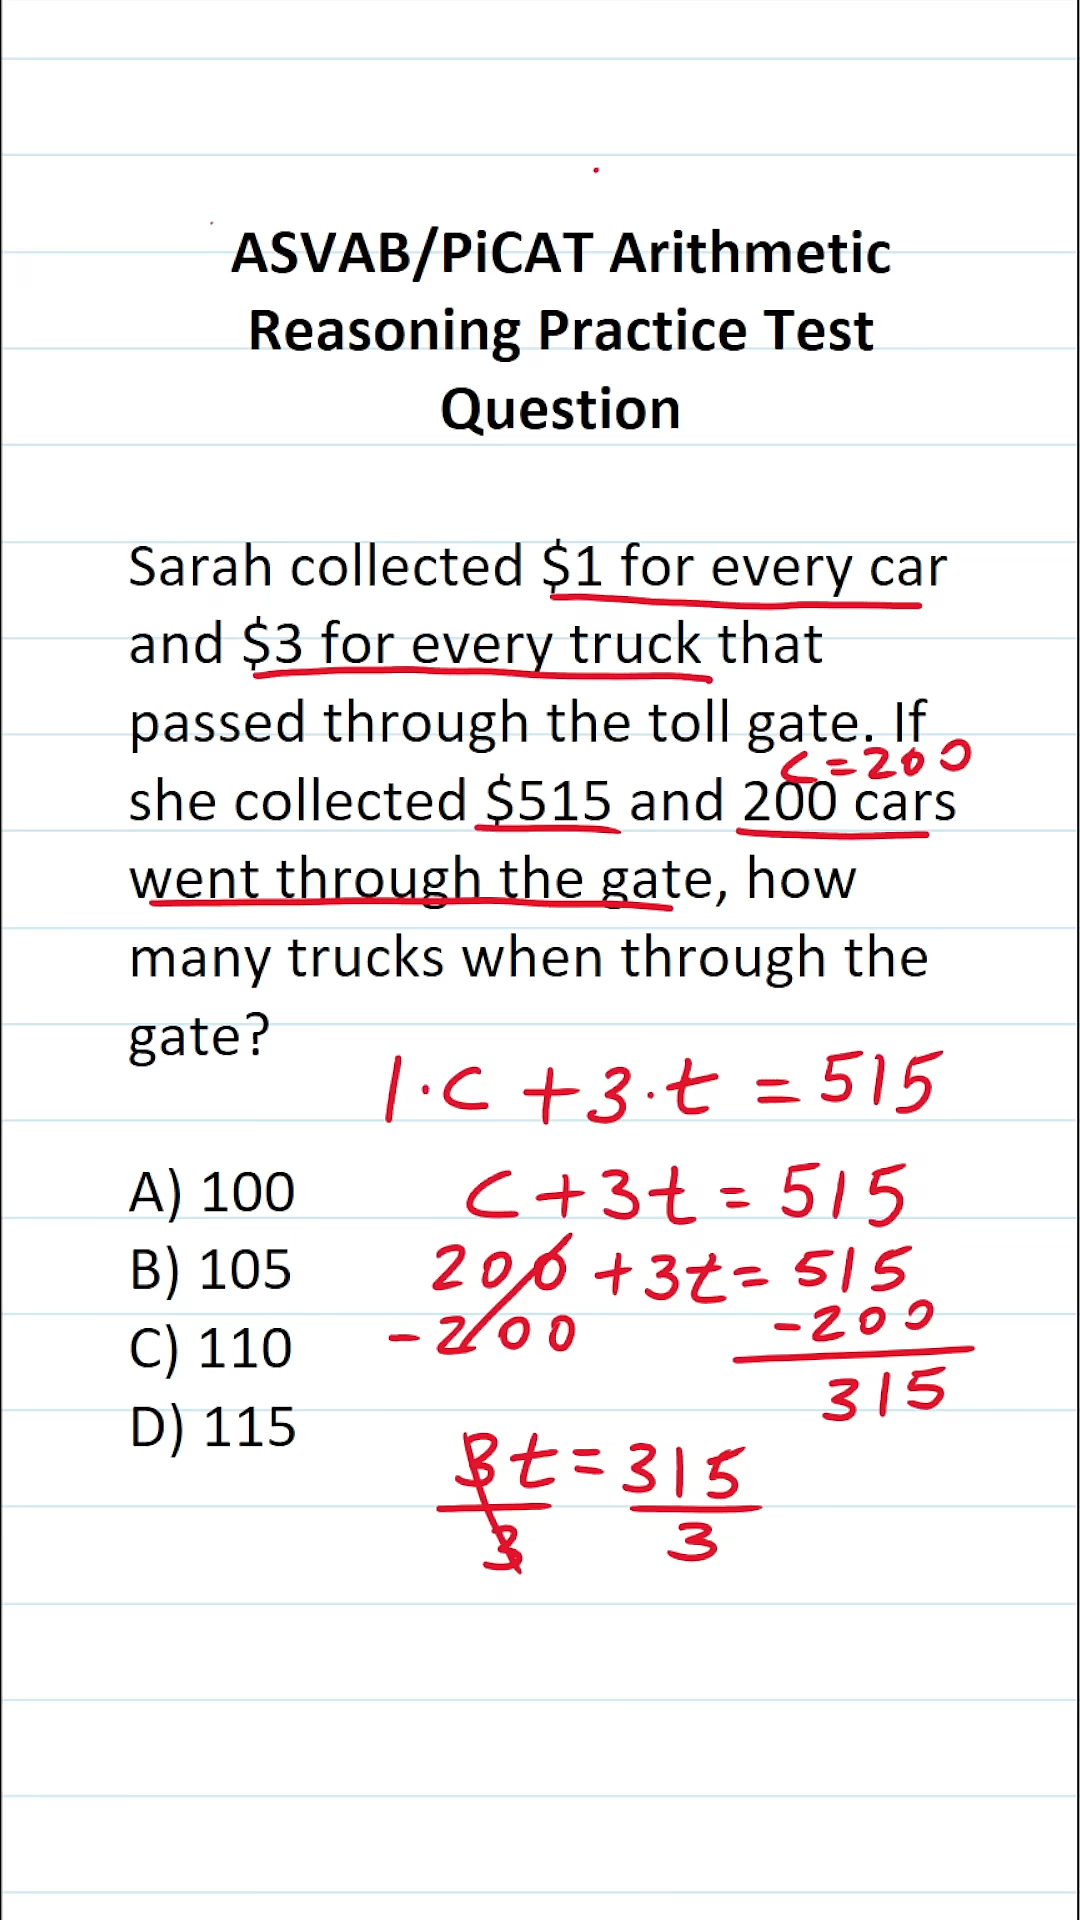 ASVAB/PiCAT Arithmetic
Reasoning Practice Test
Question
Sarah collected $1 for every car
and $3 for every truck that
passed through the toll gate. If
c=200
she collected $515 and 200 cars
went through the gate, how
many trucks when through the
gate?
1·c+3·t=515
A) 100
c+3t=515
B) 105
200+3t=515
-200 -200
C) 110
315
D) 115
3t=315
3 3